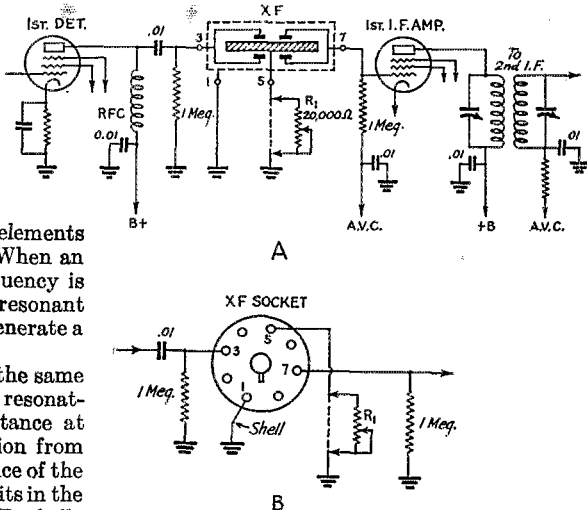 1ST. DET.
.01
XF
3
7
1ST. I.F. AMP.
To
2nd I.F.
1
5
RFC
1 Meg.
R1
20,000Ω
1 Meg.
0.01
.01
.01
.01
B+
A.V.C.
+B
A.V.C.
A
elements
When an
uency is
resonant
enerate a
the same
resonat-
tance at
ion from
ce of the
its in the
XF SOCKET
.01
5
3
7
1
1 Meg.
Shell
R1
1 Meg.
B